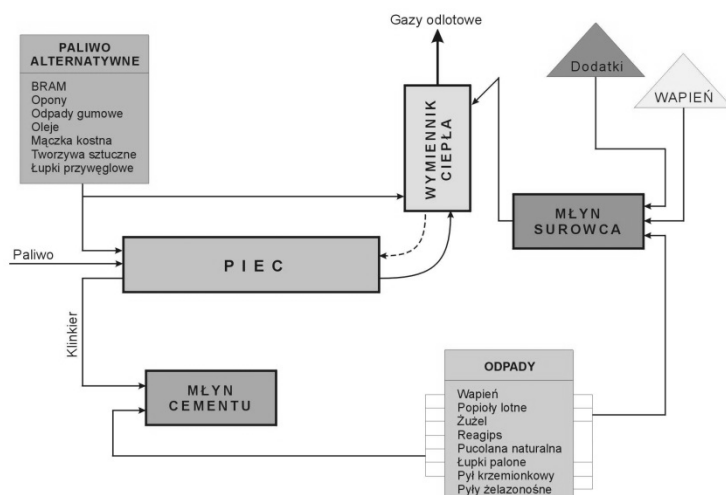 Gazy odlotowe
PALIWO
ALTERNATYWNE
BRAM
Opony
Odpady gumowe
Oleje
Mączka kostna
Tworzywa sztuczne
Łupki przywęglowe
WYMIENNIK
CIEPŁA
Dodatki
WAPIEŃ
MŁYN
SUROWCA
Paliwo
PIEC
Klinkier
MŁYN
CEMENTU
ODPADY
Wapień
Popioły lotne
Żużel
Reagips
Pucolana naturalna
Łupki palone
Pył krzemionkowy
Pyły żelazonośne